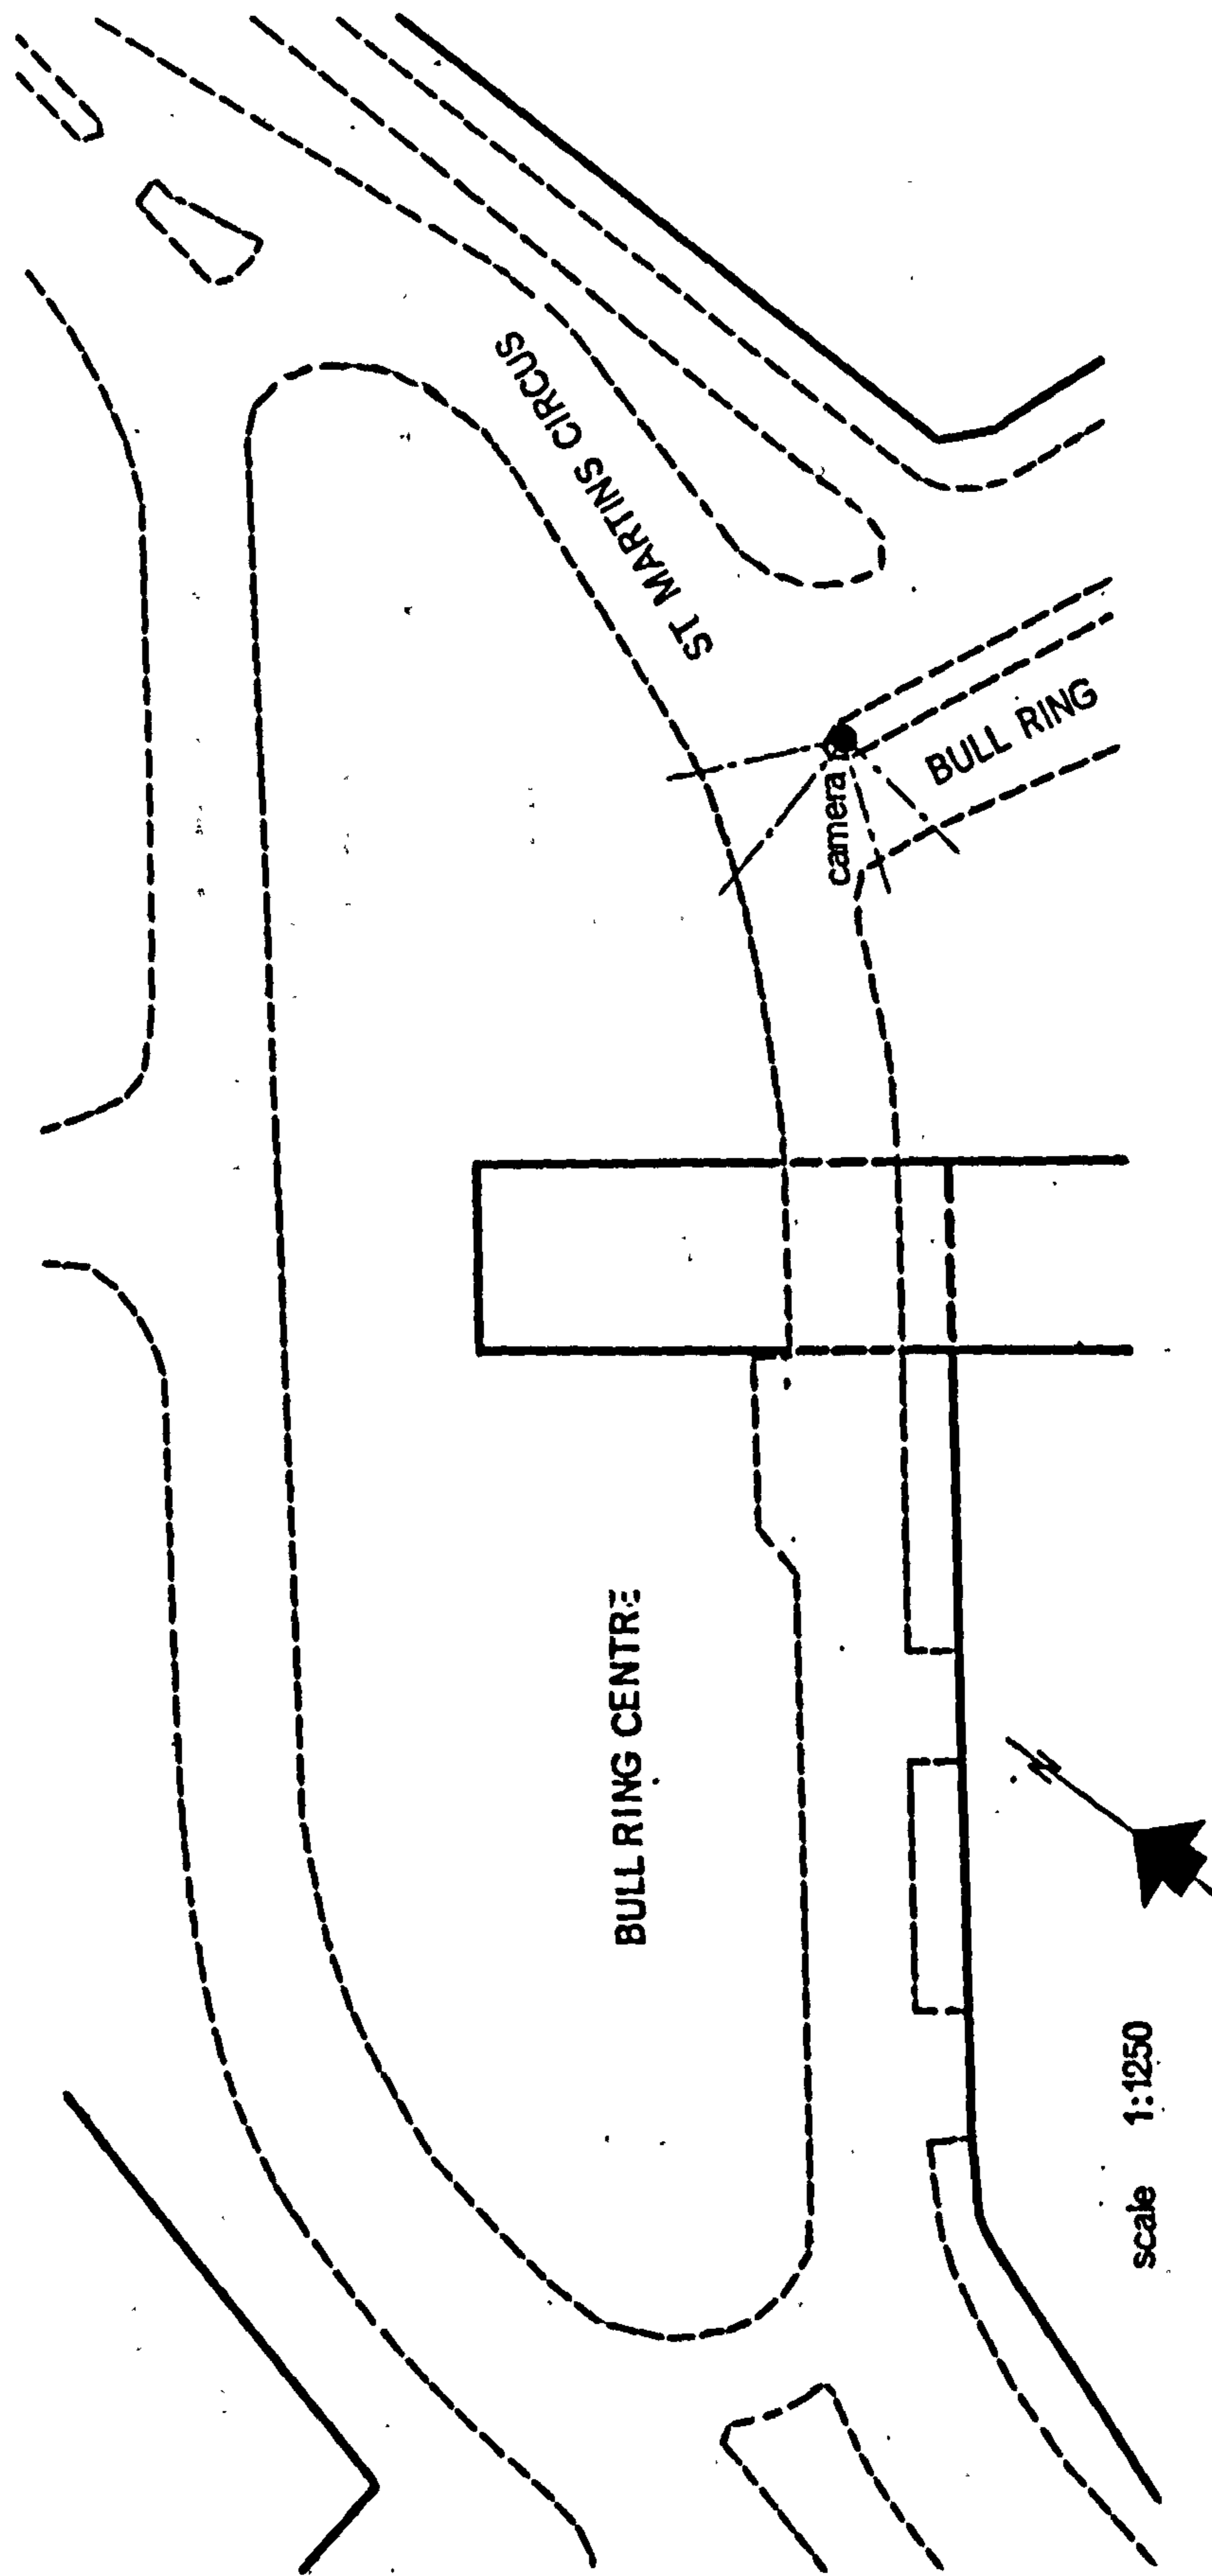 ST MARTINS CIRCUS
BULL RING
camera
BULL RING CENTRE
N
scale 1:1250